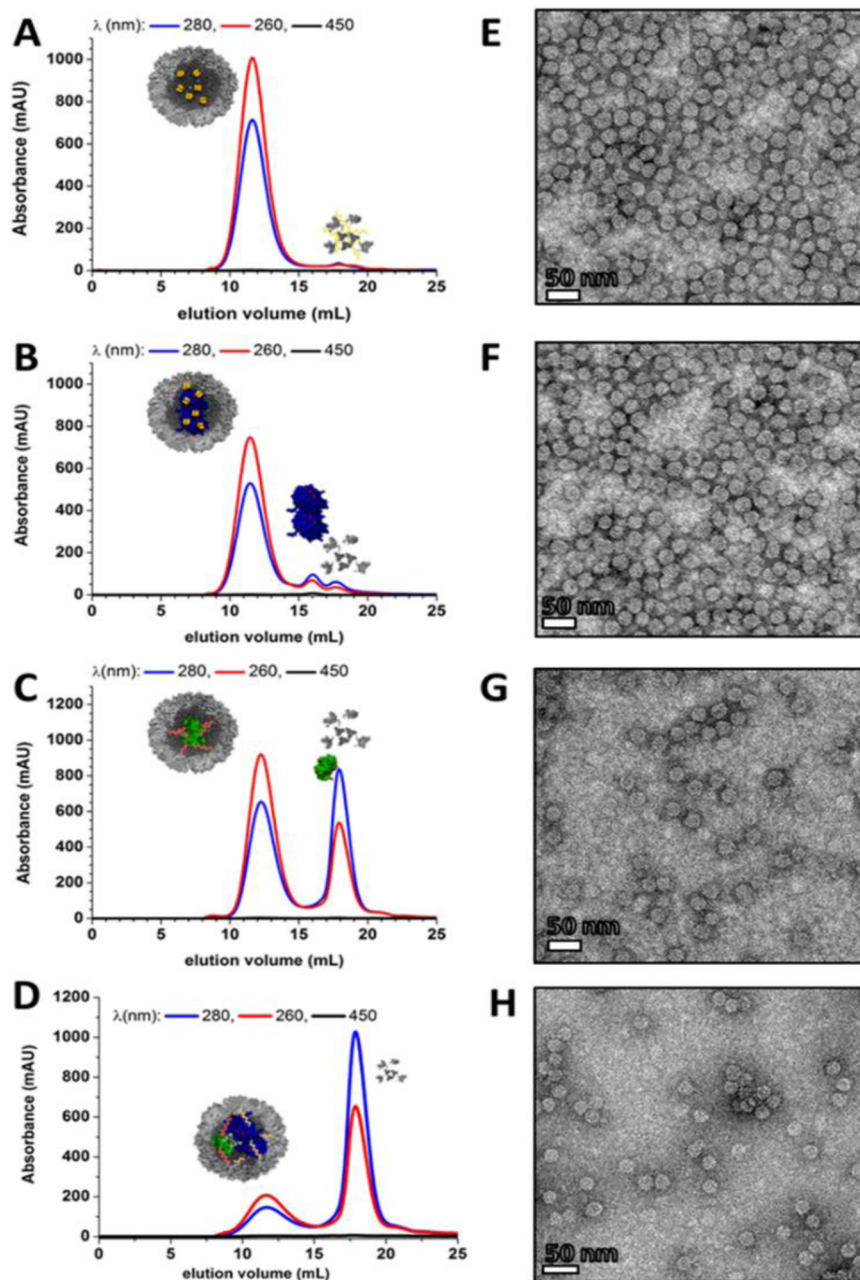 A
λ (nm): 280, 260, 450
1000
800
600
400
200
0
Absorbance (mAU)
0 5 10 15 20 25
elution volume (mL)
E
50 nm
B
λ (nm): 280, 260, 450
1000
800
600
400
200
0
Absorbance (mAU)
0 5 10 15 20 25
elution volume (mL)
F
50 nm
C
λ(nm): 280, 260, 450
1200
1000
800
600
400
200
0
Absorbance (mAU)
0 5 10 15 20 25
elution volume (mL)
G
50 nm
D
λ(nm): 280, 260, 450
1200
1000
800
600
400
200
0
Absorbance (mAU)
0 5 10 15 20 25
elution volume (mL)
H
50 nm